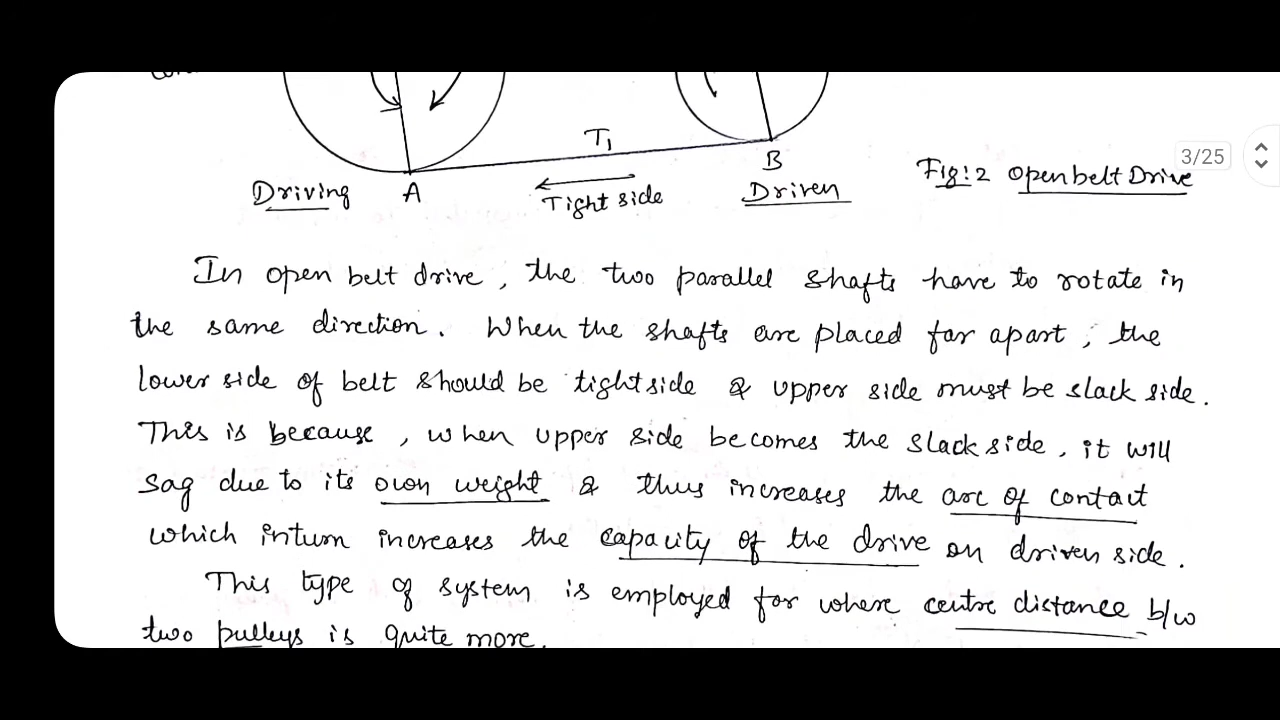 T1
B
3/25
Fig:2 Open belt Drive
Driving A
Tight side
Driven
In open belt drive, the two parallel shafts have to rotate in
the same direction. When the shafts are placed far apart, the
lower side of belt should be tight side & upper side must be slack side.
This is because, when upper side becomes the slack side, it will
sag due to its own weight & thus increases the arc of contact
which inturn increases the capacity of the drive on driven side.
This type of system is employed for where centre distance b/w
two pulleys is quite more.